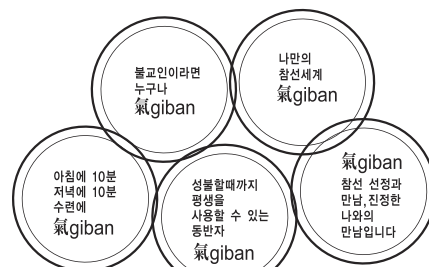 불교인이라면
누구나
氣giban
나만의
참선세계
氣giban
아침에 10분
저녁에 10분
수련에
氣giban
성불할때까지
평생을
사용할 수 있는
동반자
氣giban
氣giban
참선 선정과
만남,진정한
나와의
만남입니다